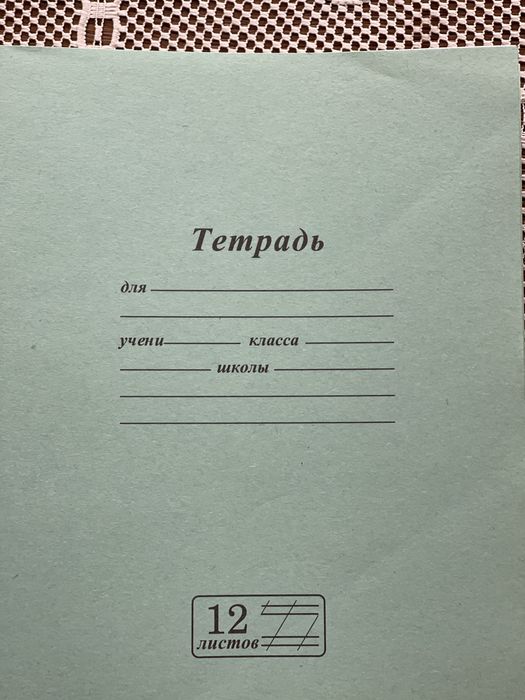 Тетрадь
для
учени класса
школы
12
листов